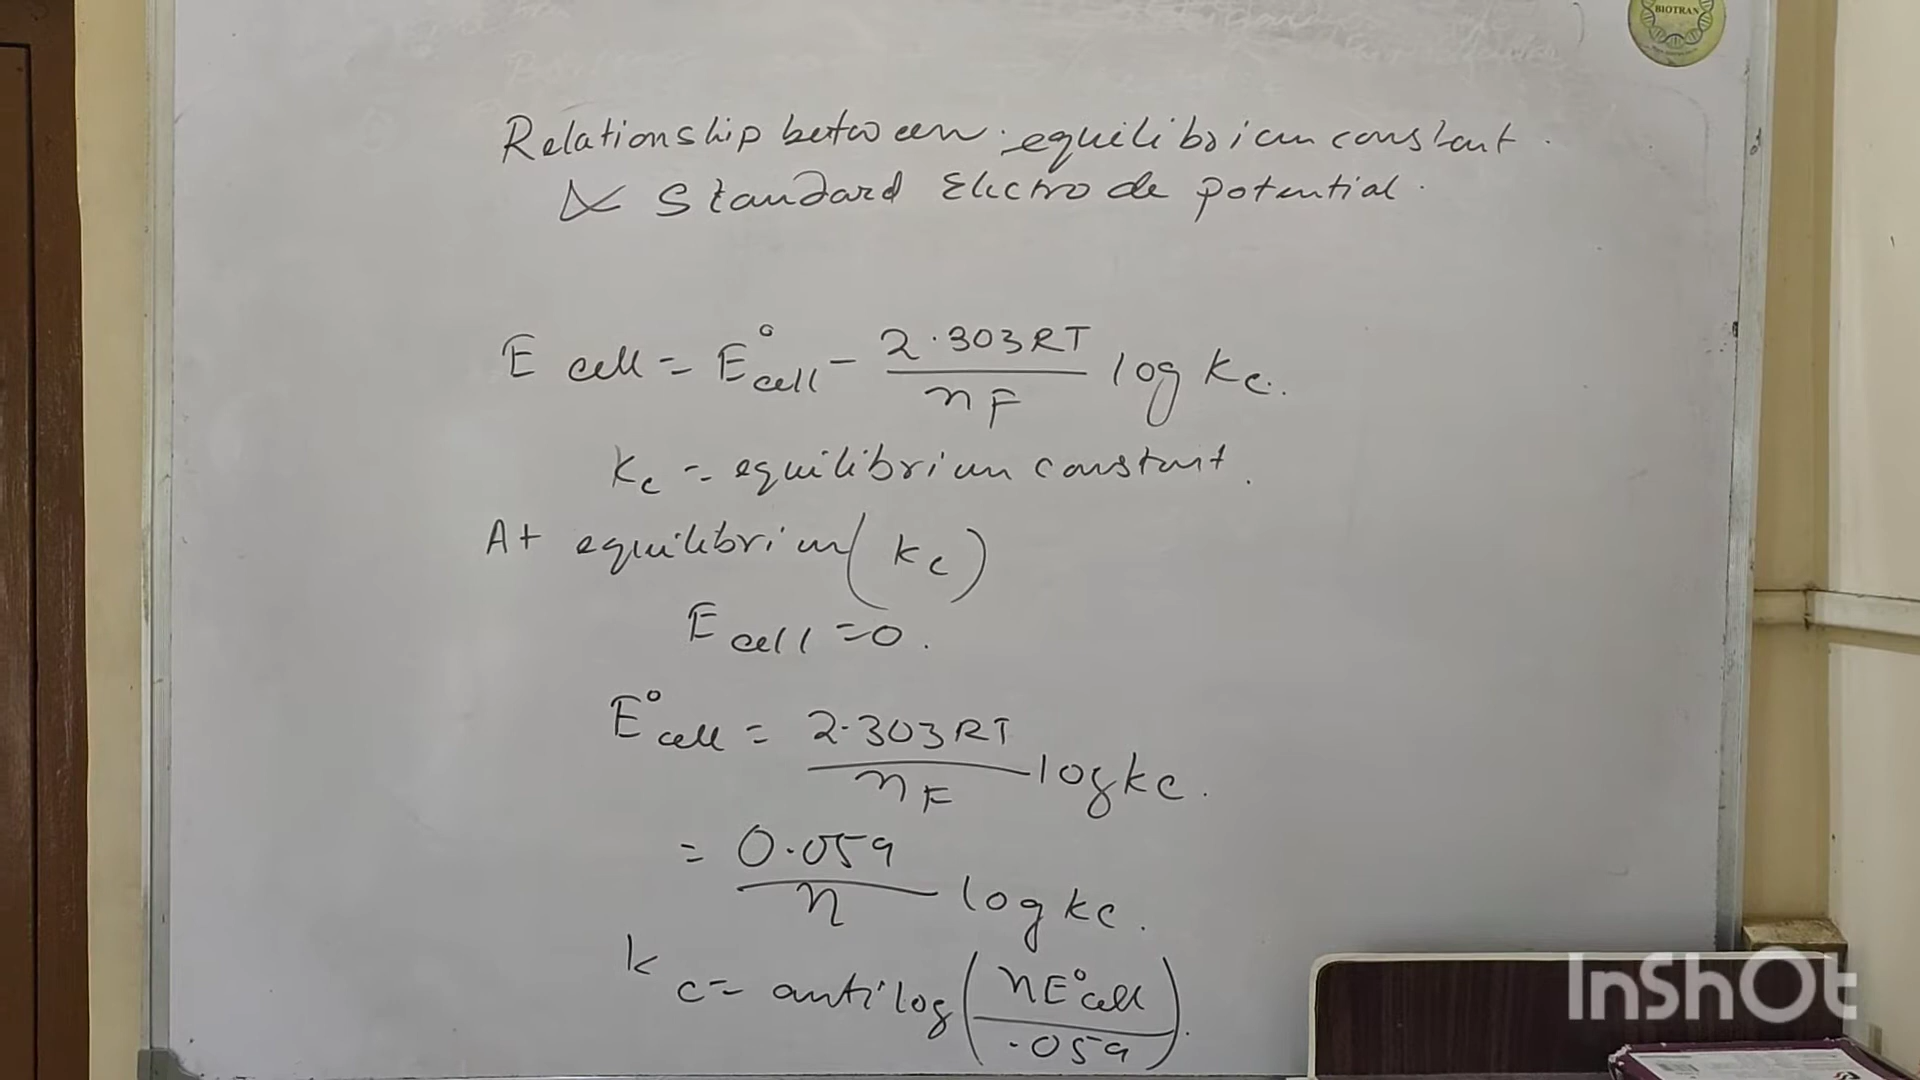 BIOTRAN
Relationship between equilibrium constant.
& Standard Electrode potential.
E cell = E°cell - 2.303RT/nF log Kc.
Kc = equilibrium constant.
At equilibrium (Kc)
E cell = 0.
E°cell = 2.303RT/nF log Kc.
= 0.059/n log Kc.
Kc = antilog (nE°cell/.059).
InShOt